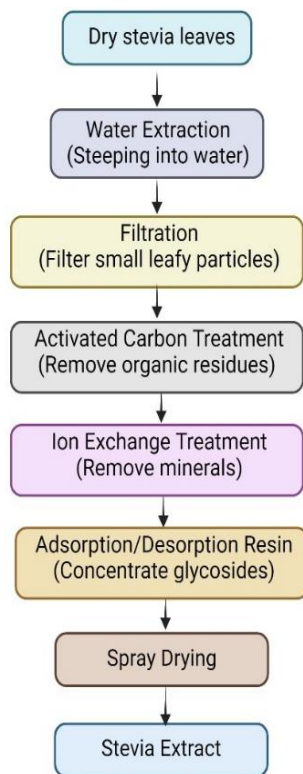 Dry stevia leaves
Water Extraction
(Steeping into water)
Filtration
(Filter small leafy particles)
Activated Carbon Treatment
(Remove organic residues)
Ion Exchange Treatment
(Remove minerals)
Adsorption/Desorption Resin
(Concentrate glycosides)
Spray Drying
Stevia Extract